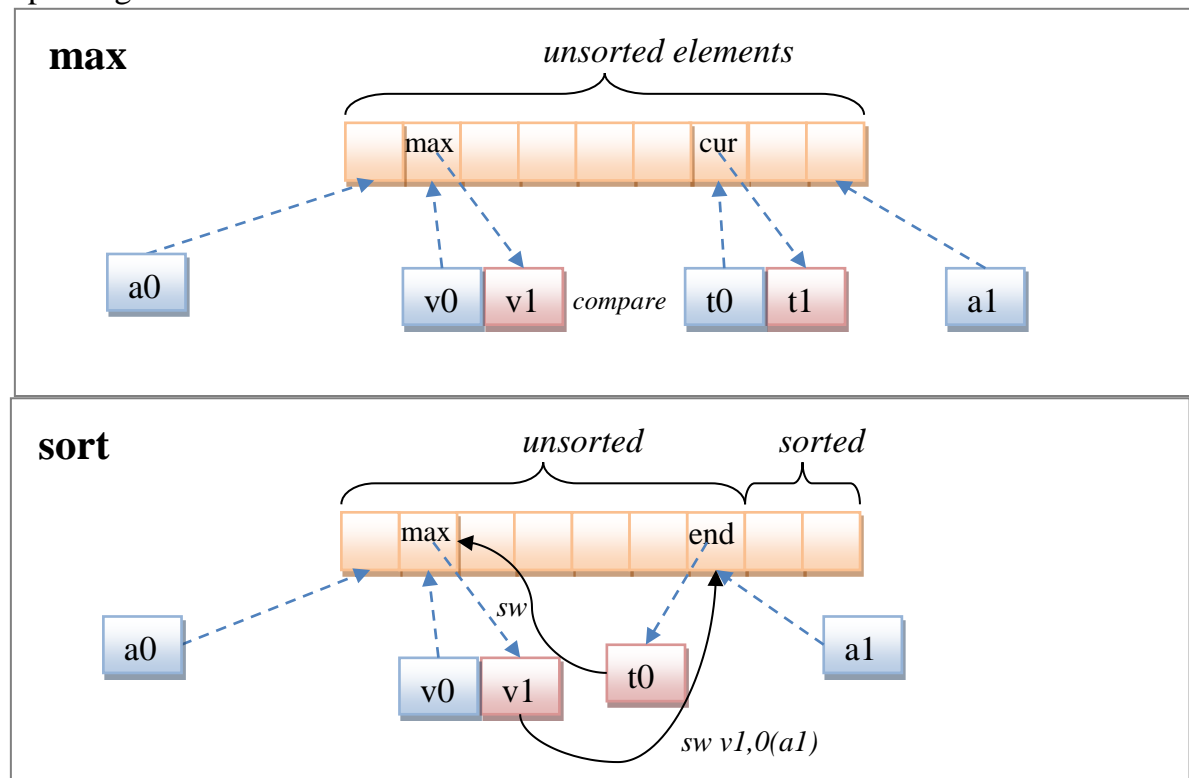 max
unsorted elements
max cur
a0 v0 v1 compare t0 t1 a1
sort
unsorted sorted
max end
sw
a0 v0 v1 t0 a1
sw v1,0(a1)